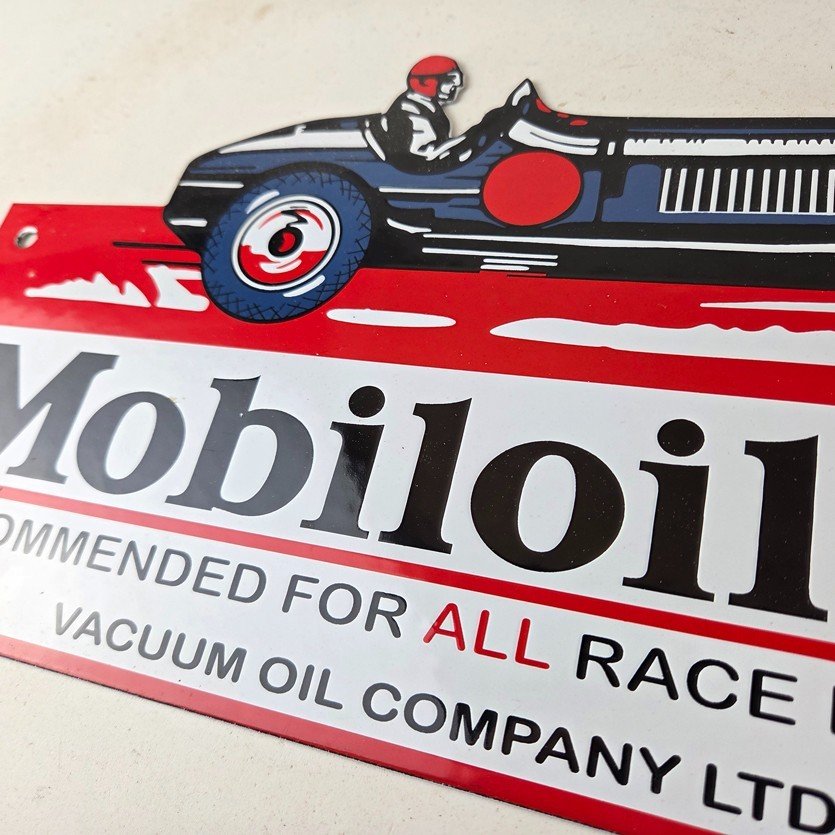 Mobiloil
OMMENDED FOR ALL RACE
VACUUM OIL COMPANY LTD